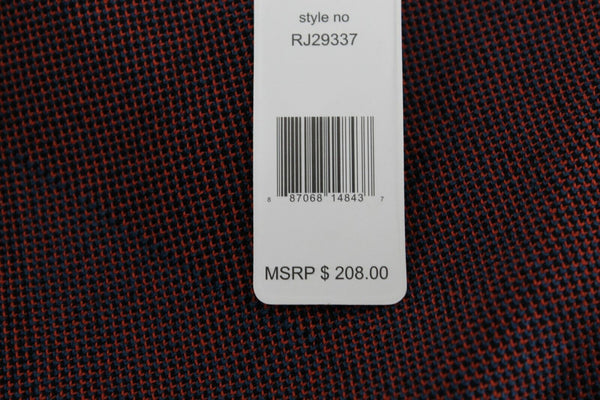 style no
RJ29337
8 87068 14843 7
MSRP $ 208.00